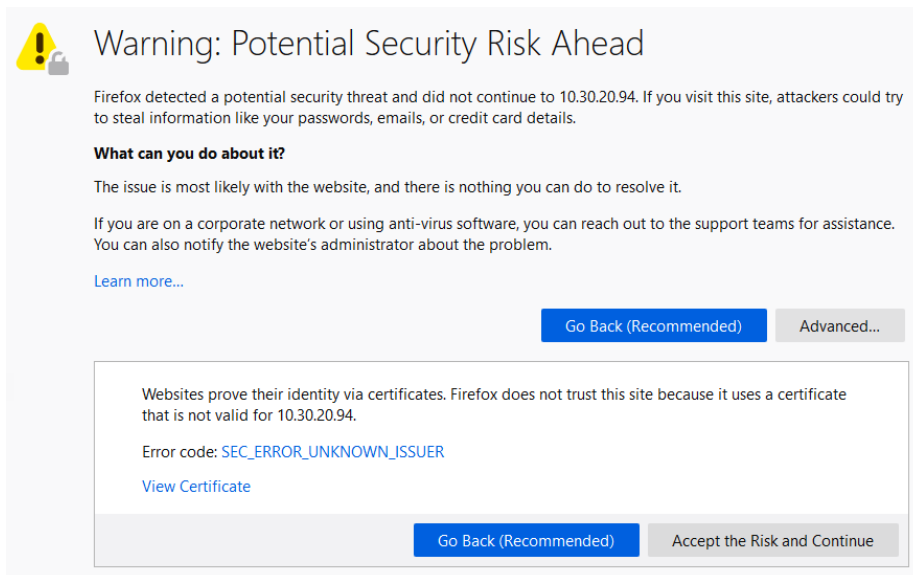 Warning: Potential Security Risk Ahead
Firefox detected a potential security threat and did not continue to 10.30.20.94. If you visit this site, attackers could try
to steal information like your passwords, emails, or credit card details.
What can you do about it?
The issue is most likely with the website, and there is nothing you can do to resolve it.
If you are on a corporate network or using anti-virus software, you can reach out to the support teams for assistance.
You can also notify the website's administrator about the problem.
Learn more...
Go Back (Recommended) Advanced...
Websites prove their identity via certificates. Firefox does not trust this site because it uses a certificate
that is not valid for 10.30.20.94.
Error code: SEC_ERROR_UNKNOWN_ISSUER
View Certificate
Go Back (Recommended) Accept the Risk and Continue